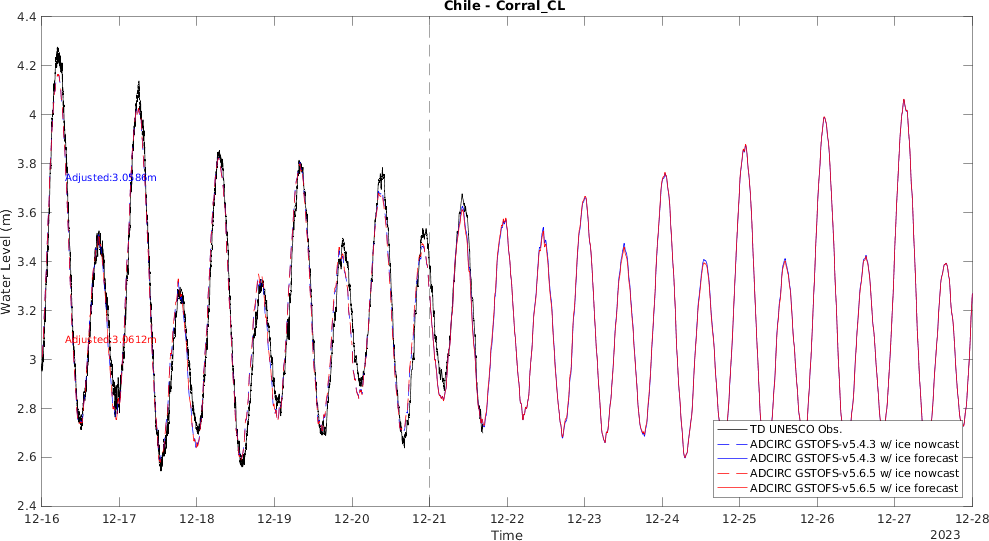 Chile - Corral_CL
4.4
4.2
4
3.8
3.6
3.4
3.2
3
2.8
2.6
2.4
Water Level (m)
Adjusted:3.0586m
Adjusted:3.0612m
TD UNESCO Obs.
ADCIRC GSTOFS-v5.4.3 w/ ice nowcast
ADCIRC GSTOFS-v5.4.3 w/ ice forecast
ADCIRC GSTOFS-v5.6.5 w/ ice nowcast
ADCIRC GSTOFS-v5.6.5 w/ ice forecast
12-16 12-17 12-18 12-19 12-20 12-21 12-22 12-23 12-24 12-25 12-26 12-27 12-28
Time
2023